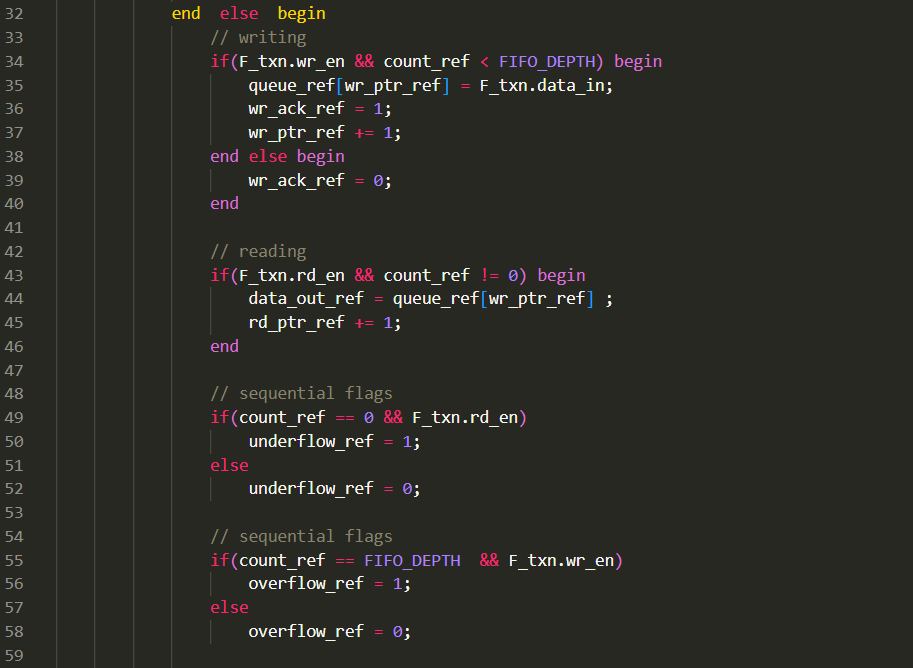 32 end else begin
33 // writing
34 if(F_txn.wr_en && count_ref < FIFO_DEPTH) begin
35 queue_ref[wr_ptr_ref] = F_txn.data_in;
36 wr_ack_ref = 1;
37 wr_ptr_ref += 1;
38 end else begin
39 wr_ack_ref = 0;
40 end
41
42 // reading
43 if(F_txn.rd_en && count_ref != 0) begin
44 data_out_ref = queue_ref[wr_ptr_ref] ;
45 rd_ptr_ref += 1;
46 end
47
48 // sequential flags
49 if(count_ref == 0 && F_txn.rd_en)
50 underflow_ref = 1;
51 else
52 underflow_ref = 0;
53
54 // sequential flags
55 if(count_ref == FIFO_DEPTH && F_txn.wr_en)
56 overflow_ref = 1;
57 else
58 overflow_ref = 0;
59